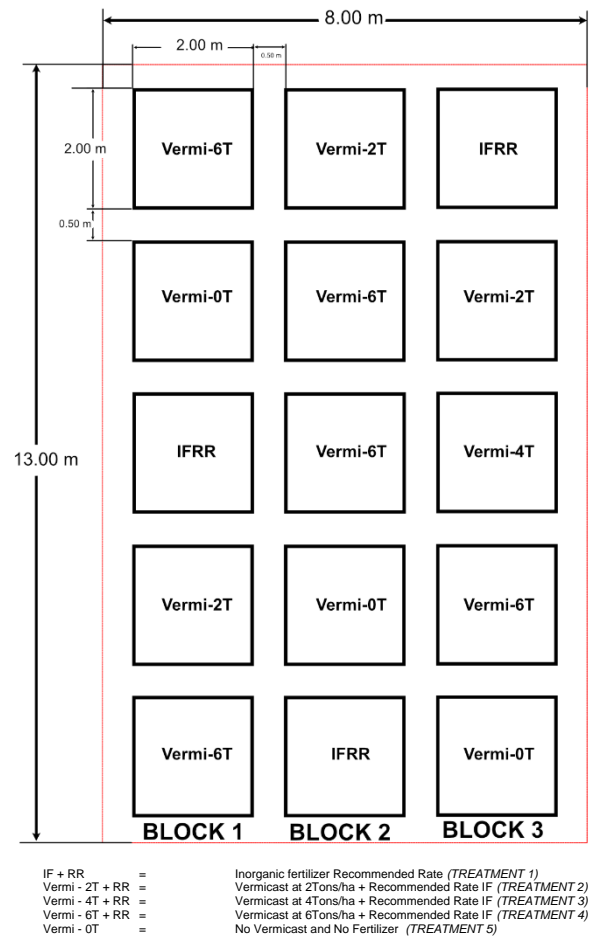 8.00 m
2.00 m
0.50 m
2.00 m
0.50 m
13.00 m
Vermi-6T Vermi-2T IFRR
Vermi-0T Vermi-6T Vermi-2T
IFRR Vermi-6T Vermi-4T
Vermi-2T Vermi-0T Vermi-6T
Vermi-6T IFRR Vermi-0T
BLOCK 1 BLOCK 2 BLOCK 3
IF + RR = Inorganic fertilizer Recommended Rate (TREATMENT 1)
Vermi - 2T + RR = Vermicast at 2Tons/ha + Recommended Rate IF (TREATMENT 2)
Vermi - 4T + RR = Vermicast at 4Tons/ha + Recommended Rate IF (TREATMENT 3)
Vermi - 6T + RR = Vermicast at 6Tons/ha + Recommended Rate IF (TREATMENT 4)
Vermi - 0T = No Vermicast and No Fertilizer (TREATMENT 5)